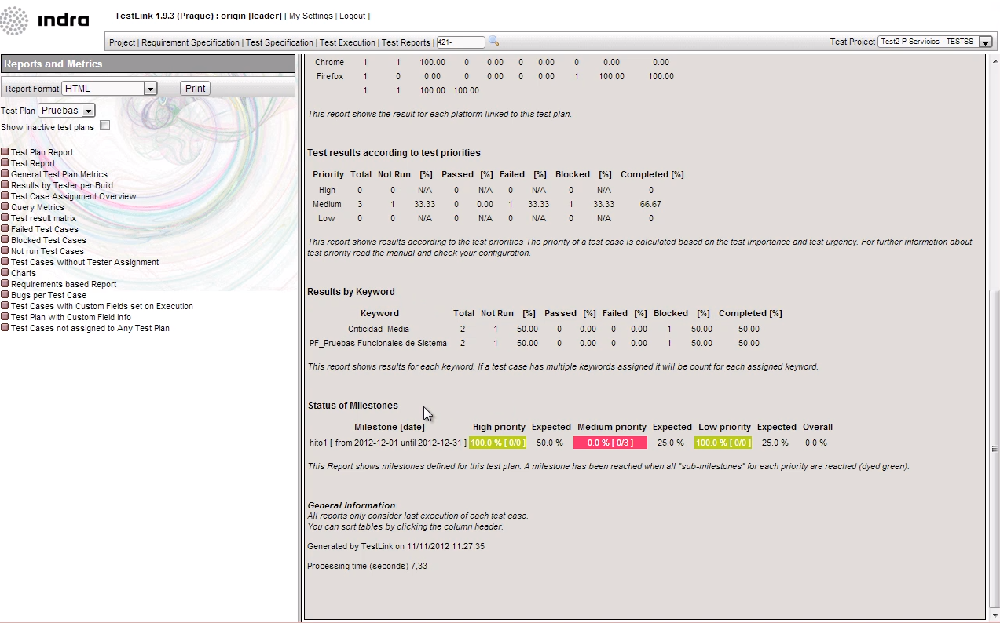 indra
TestLink 1.9.3 (Prague) : origin [leader] [ My Settings | Logout ]
Project | Requirement Specification | Test Specification | Test Execution | Test Reports | 421-
Test Project Test2 P Servicios - TESTSS
Reports and Metrics
Report Format HTML Print
Test Plan Pruebas
Show inactive test plans
Test Plan Report
Test Report
General Test Plan Metrics
Results by Tester per Build
Test Case Assignment Overview
Query Metrics
Test result matrix
Failed Test Cases
Blocked Test Cases
Not run Test Cases
Test Cases without Tester Assignment
Charts
Requirements based Report
Bugs per Test Case
Test Cases with Custom Fields set on Execution
Test Plan with Custom Field info
Test Cases not assigned to Any Test Plan
Chrome 1 1 100.00 0 0.00 0 0.00 0 0.00 0.00
Firefox 1 0 0.00 0 0.00 0 0.00 1 100.00 100.00
1 1 100.00 100.00
This report shows the result for each platform linked to this test plan.
Test results according to test priorities
Priority Total Not Run [%] Passed [%] Failed [%] Blocked [%] Completed [%]
High 0 0 N/A 0 N/A 0 N/A 0 N/A 0
Medium 3 1 33.33 0 0.00 1 33.33 1 33.33 66.67
Low 0 0 N/A 0 N/A 0 N/A 0 N/A 0
This report shows results according to the test priorities The priority of a test case is calculated based on the test importance and test urgency. For further information about
test priority read the manual and check your configuration.
Results by Keyword
Keyword Total Not Run [%] Passed [%] Failed [%] Blocked [%] Completed [%]
Criticidad_Media 2 1 50.00 0 0.00 0 0.00 1 50.00 50.00
PF_Pruebas Funcionales de Sistema 2 1 50.00 0 0.00 0 0.00 1 50.00 50.00
This report shows results for each keyword. If a test case has multiple keywords assigned it will be count for each assigned keyword.
Status of Milestones
Milestone [date] High priority Expected Medium priority Expected Low priority Expected Overall
hito1 [ from 2012-12-01 until 2012-12-31 ] 100.0 % [ 0/0 ] 50.0 % 0.0 % [ 0/3 ] 25.0 % 100.0 % [ 0/0 ] 25.0 % 0.0 %
This Report shows milestones defined for this test plan. A milestone has been reached when all "sub-milestones" for each priority are reached (dyed green).
General Information
All reports only consider last execution of each test case.
You can sort tables by clicking the column header.
Generated by TestLink on 11/11/2012 11:27:35
Processing time (seconds) 7,33